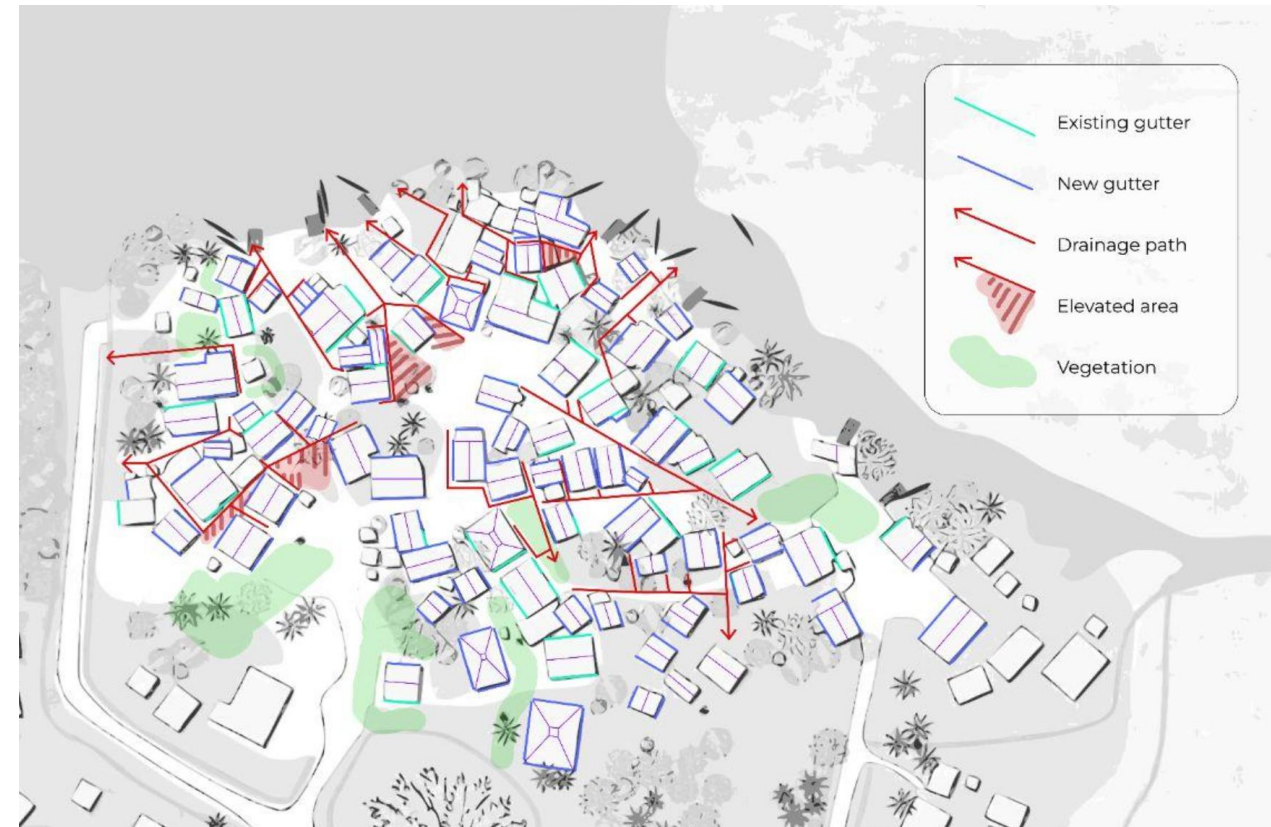 Existing gutter
New gutter
Drainage path
Elevated area
Vegetation